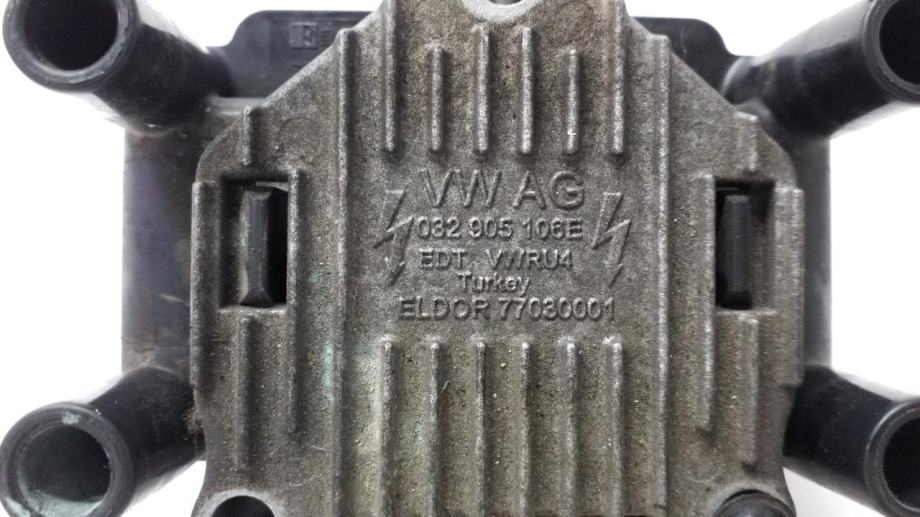 VW AG
032 905 106E
EDT VWRU4
Turkey
ELDOR 77030001